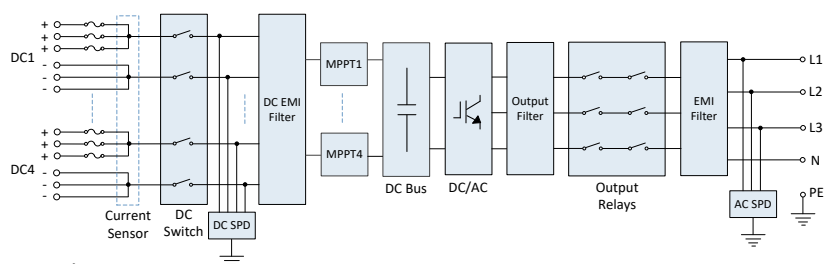 DC1
+
+
+
-
-
-
DC4
+
+
+
-
-
-
Current
Sensor
DC
Switch
DC SPD
DC EMI
Filter
MPPT1
MPPT4
DC Bus
DC/AC
Output
Filter
Output
Relays
EMI
Filter
AC SPD
L1
L2
L3
N
PE